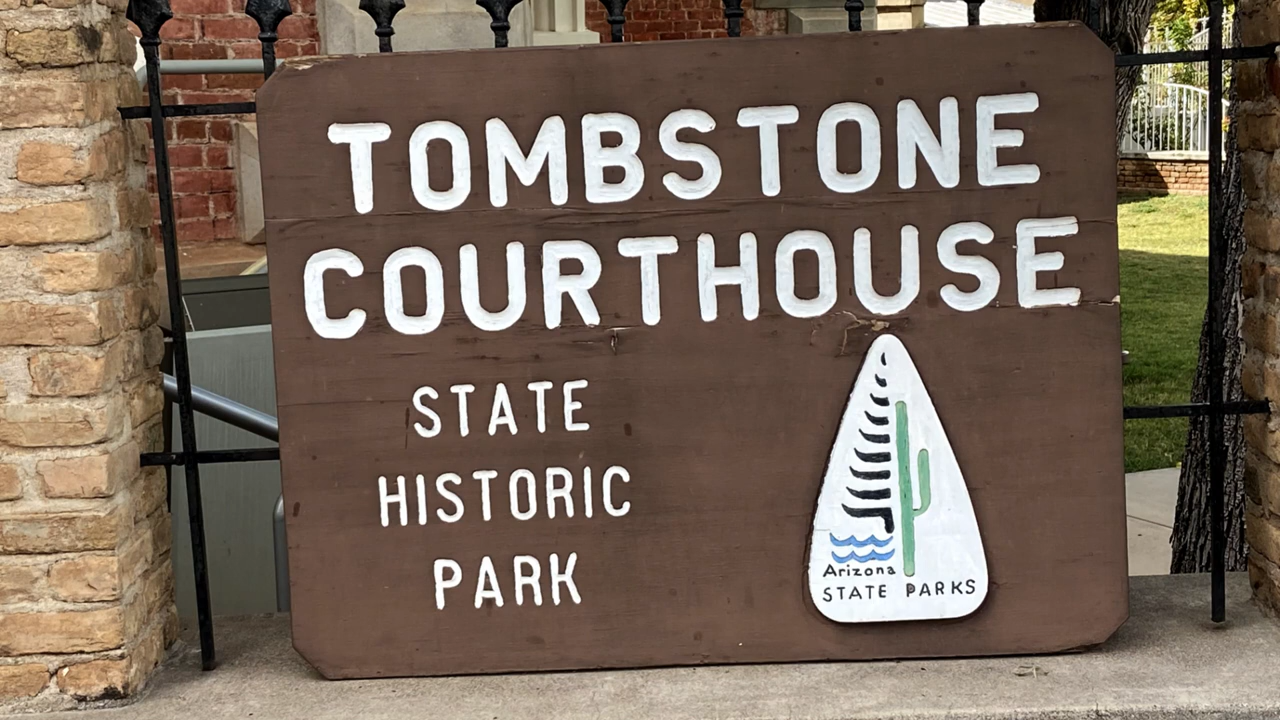 TOMBSTONE
COURTHOUSE
STATE
HISTORIC
PARK
Arizona
STATE PARKS